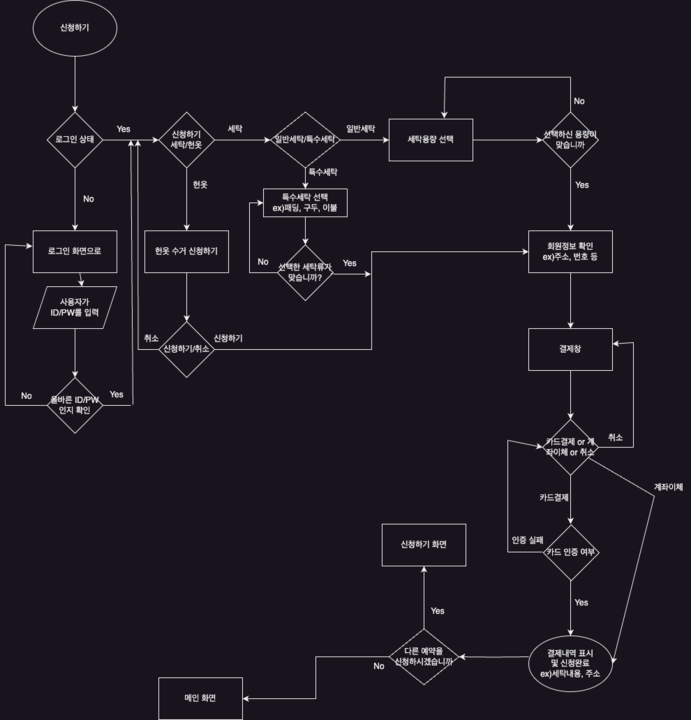 신청하기
로그인 상태
Yes
신청하기
세탁/헌옷
세탁
일반세탁/특수세탁
일반세탁
세탁용량 선택
No
선택하신 용량이
맞습니까
Yes
특수세탁
특수세탁 선택
ex)패딩, 구두, 이불
No
헌옷
로그인 화면으로
헌옷 수거 신청하기
No
선택한 세탁류가
맞습니까?
Yes
회원정보 확인
ex)주소, 번호 등
사용자가
ID/PW를 입력
취소
신청하기/취소
신청하기
결제창
No
올바른 ID/PW
인지 확인
Yes
카드결제 or 계
좌이체 or 취소
취소
계좌이체
카드결제
인증 실패
카드 인증 여부
신청하기 화면
Yes
Yes
다른 예약을
신청하시겠습니까
No
결제내역 표시
및 신청완료
ex)세탁내용, 주소
메인 화면